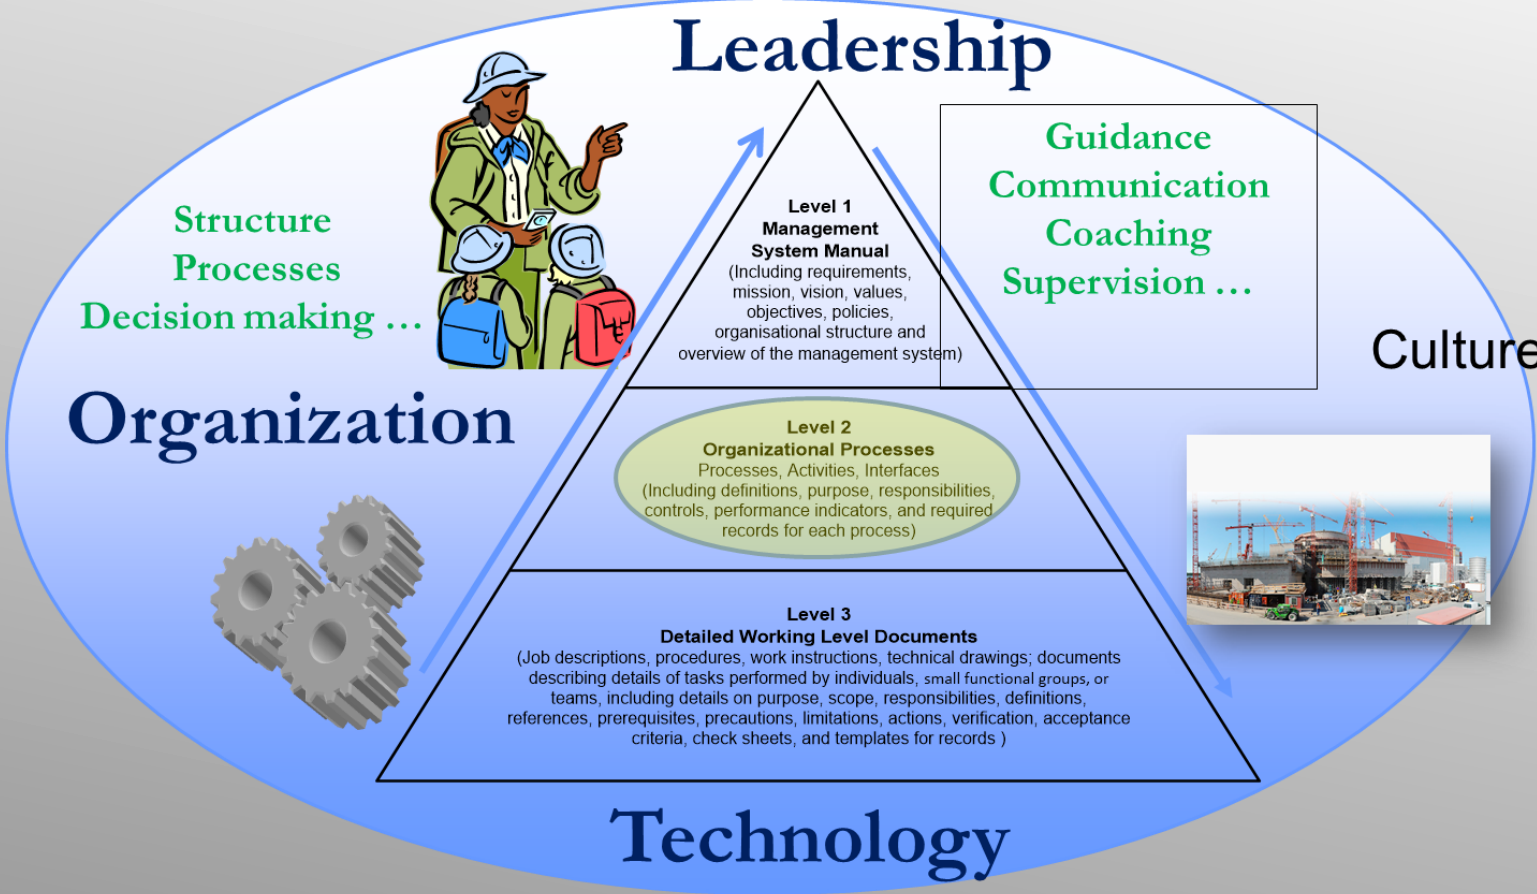 Leadership
Guidance
Communication
Coaching
Supervision …
Structure
Processes
Decision making …
Level 1
Management
System Manual
(Including requirements,
mission, vision, values,
objectives, policies,
organisational structure and
overview of the management system)
Culture
Organization
Level 2
Organizational Processes
Processes, Activities, Interfaces
(Including definitions, purpose, responsibilities,
controls, performance indicators, and required
records for each process)
Level 3
Detailed Working Level Documents
(Job descriptions, procedures, work instructions, technical drawings; documents
describing details of tasks performed by individuals, small functional groups, or
teams, including details on purpose, scope, responsibilities, definitions,
references, prerequisites, precautions, limitations, actions, verification, acceptance
criteria, check sheets, and templates for records )
Technology